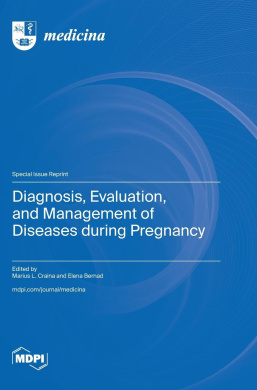 medicina
Special Issue Reprint
Diagnosis, Evaluation,
and Management of
Diseases during Pregnancy
Edited by
Marius L. Craina and Elena Bernad
mdpi.com/journal/medicina
MDPI